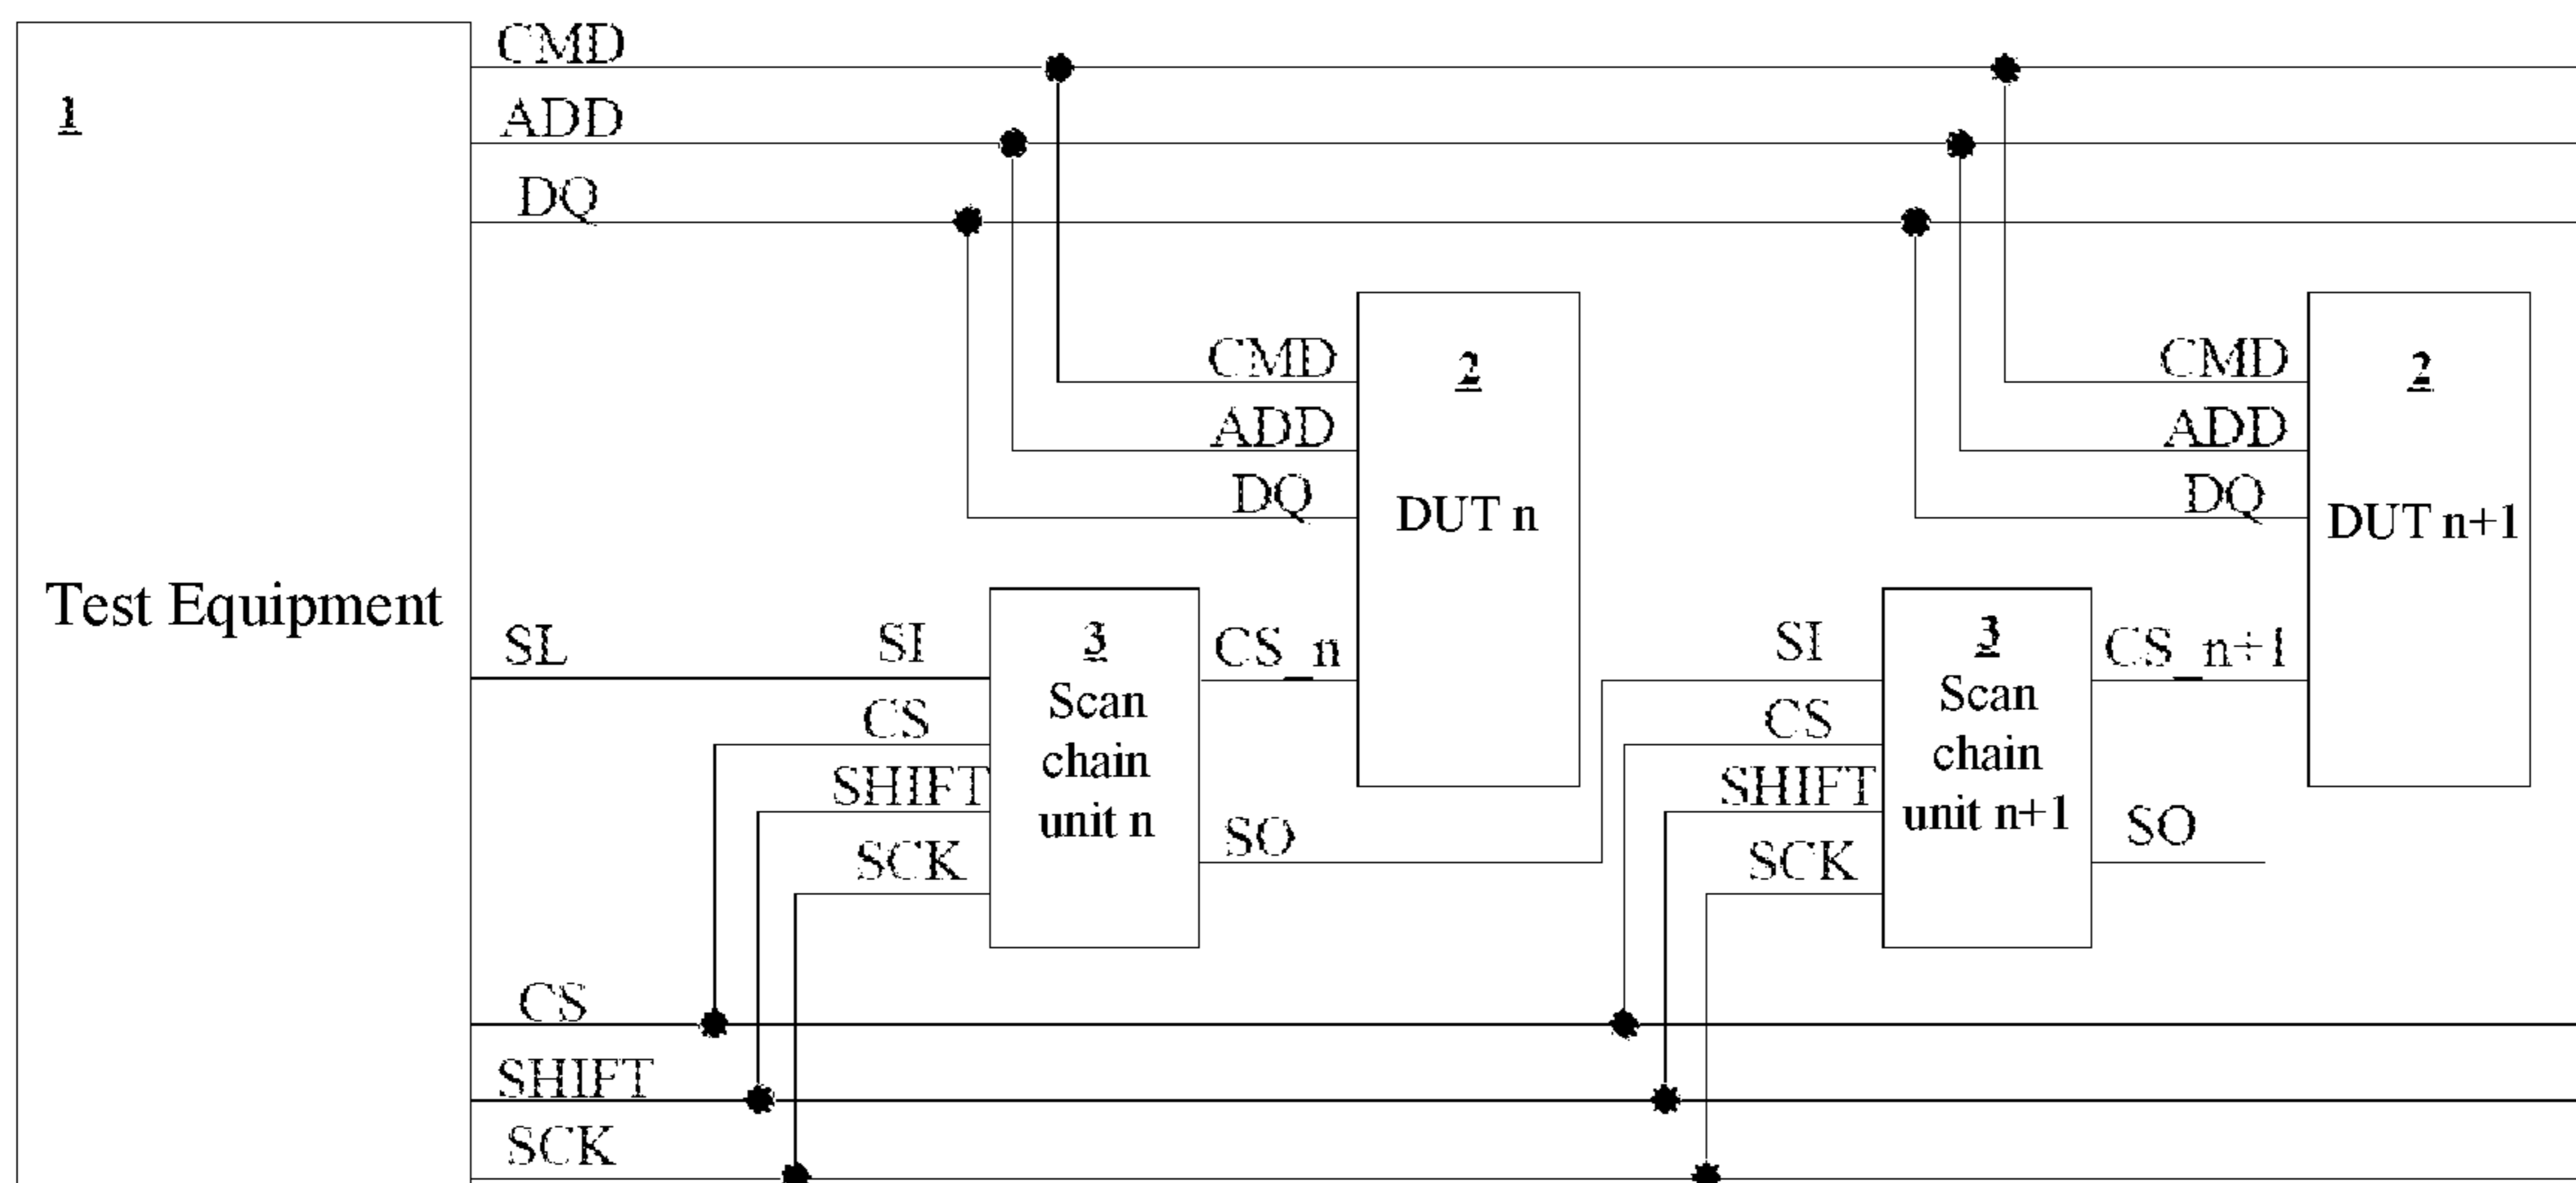 CMD
1
ADD
DQ
CMD
2
CMD
2
ADD
ADD
DQ
DUT n
DQ
DUT n+1
Test Equipment
SL
SI
3
CS_n
SI
3
CS_n+1
Scan
Scan
CS
CS
chain
chain
SHIFT
SHIFT
unit n
unit n+1
SO
SO
SCK
SCK
CS
SHIFT
SCK